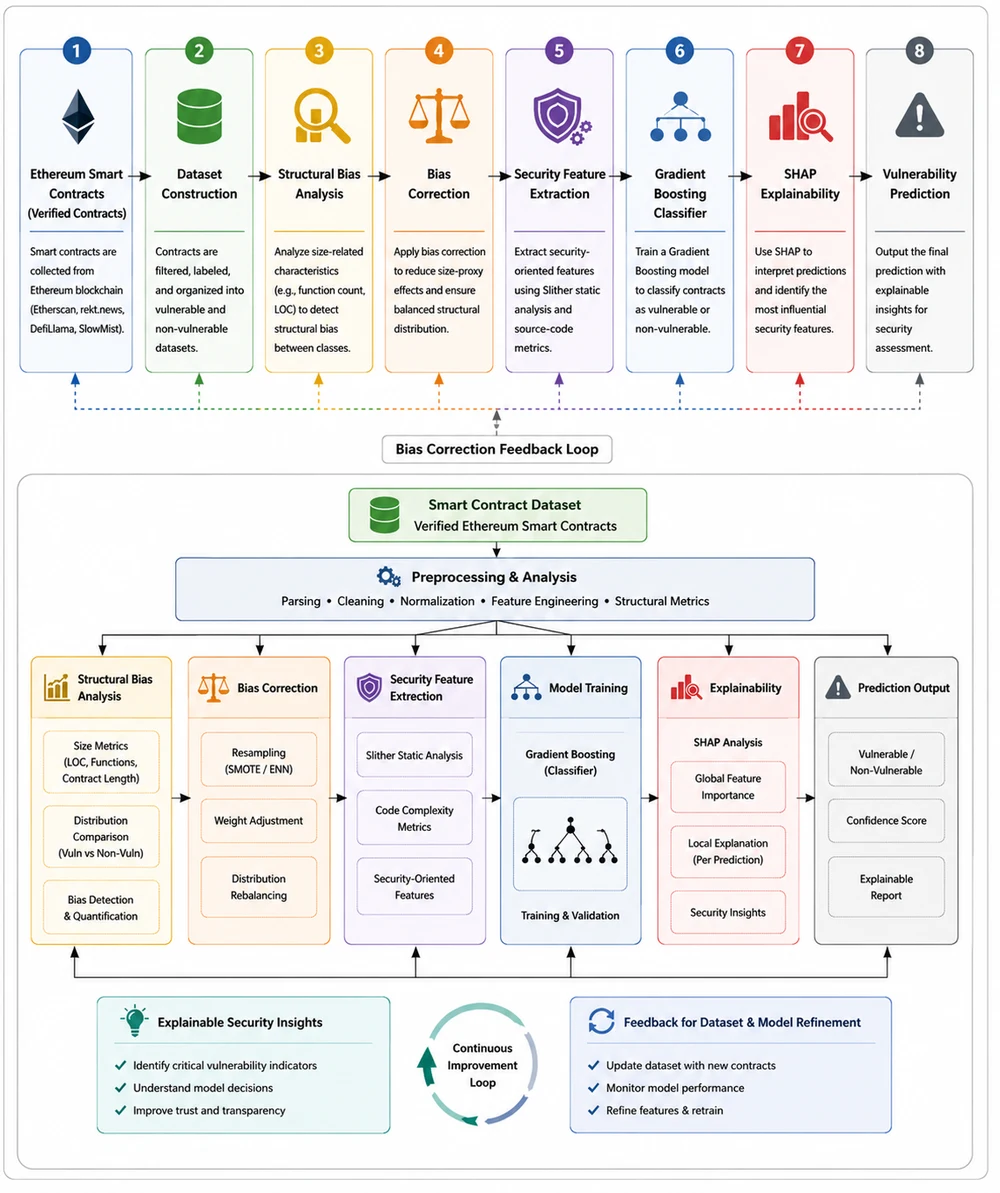 1
2
3
4
5
6
7
8
Ethereum Smart
Contracts
(Verified Contracts)
Smart contracts are
collected from
Ethereum blockchain
(Etherscan, rekt.news,
DefiLlama, SlowMist).
Dataset
Construction
Contracts are
filtered, labeled,
and organized into
vulnerable and
non-vulnerable
datasets.
Structural Bias
Analysis
Analyze size-related
characteristics
(e.g., function count,
LOC) to detect
structural bias
between classes.
Bias
Correction
Apply bias correction
to reduce size-proxy
effects and ensure
balanced structural
distribution.
Security Feature
Extraction
Extract security-
oriented features
using Slither static
analysis and
source-code
metrics.
Gradient
Boosting
Classifier
Train a Gradient
Boosting model
to classify contracts
as vulnerable or
non-vulnerable.
SHAP
Explainability
Use SHAP to
interpret predictions
and identify the
most influential
security features.
Vulnerability
Prediction
Output the final
prediction with
explainable
insights for
security
assessment.
Bias Correction Feedback Loop
Smart Contract Dataset
Verified Ethereum Smart Contracts
Preprocessing & Analysis
Parsing • Cleaning • Normalization • Feature Engineering • Structural Metrics
Structural Bias
Analysis
Size Metrics
(LOC, Functions,
Contract Length)
Distribution
Comparison
(Vuln vs Non-Vuln)
Bias Detection
& Quantification
Bias Correction
Resampling
(SMOTE / ENN)
Weight Adjustment
Distribution
Rebalancing
Security Feature
Extraction
Slither Static Analysis
Code Complexity
Metrics
Security-Oriented
Features
Model Training
Gradient Boosting
(Classifier)
Training & Validation
Explainability
SHAP Analysis
Global Feature
Importance
Local Explanation
(Per Prediction)
Security Insights
Prediction Output
Vulnerable /
Non-Vulnerable
Confidence Score
Explainable
Report
Explainable Security Insights
Identify critical vulnerability indicators
Understand model decisions
Improve trust and transparency
Continuous
Improvement
Loop
Feedback for Dataset & Model Refinement
Update dataset with new contracts
Monitor model performance
Refine features & retrain